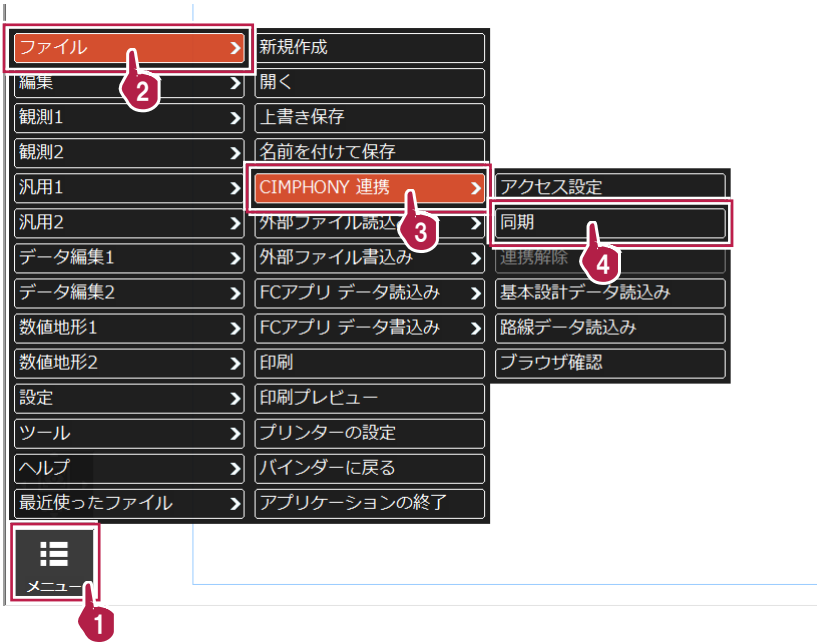 ファイル
2
編集
観測1
観測2
汎用1
汎用2
データ編集1
データ編集2
数値地形1
数値地形2
設定
ツール
ヘルプ
最近使ったファイル
新規作成
開く
上書き保存
名前を付けて保存
CIMPHONY 連携
3
外部ファイル読込
外部ファイル書込み
FCアプリ データ読込み
FCアプリ データ書込み
印刷
印刷プレビュー
プリンターの設定
バインダーに戻る
アプリケーションの終了
アクセス設定
同期
4
連携解除
基本設計データ読込み
路線データ読込み
ブラウザ確認
メニュー
1